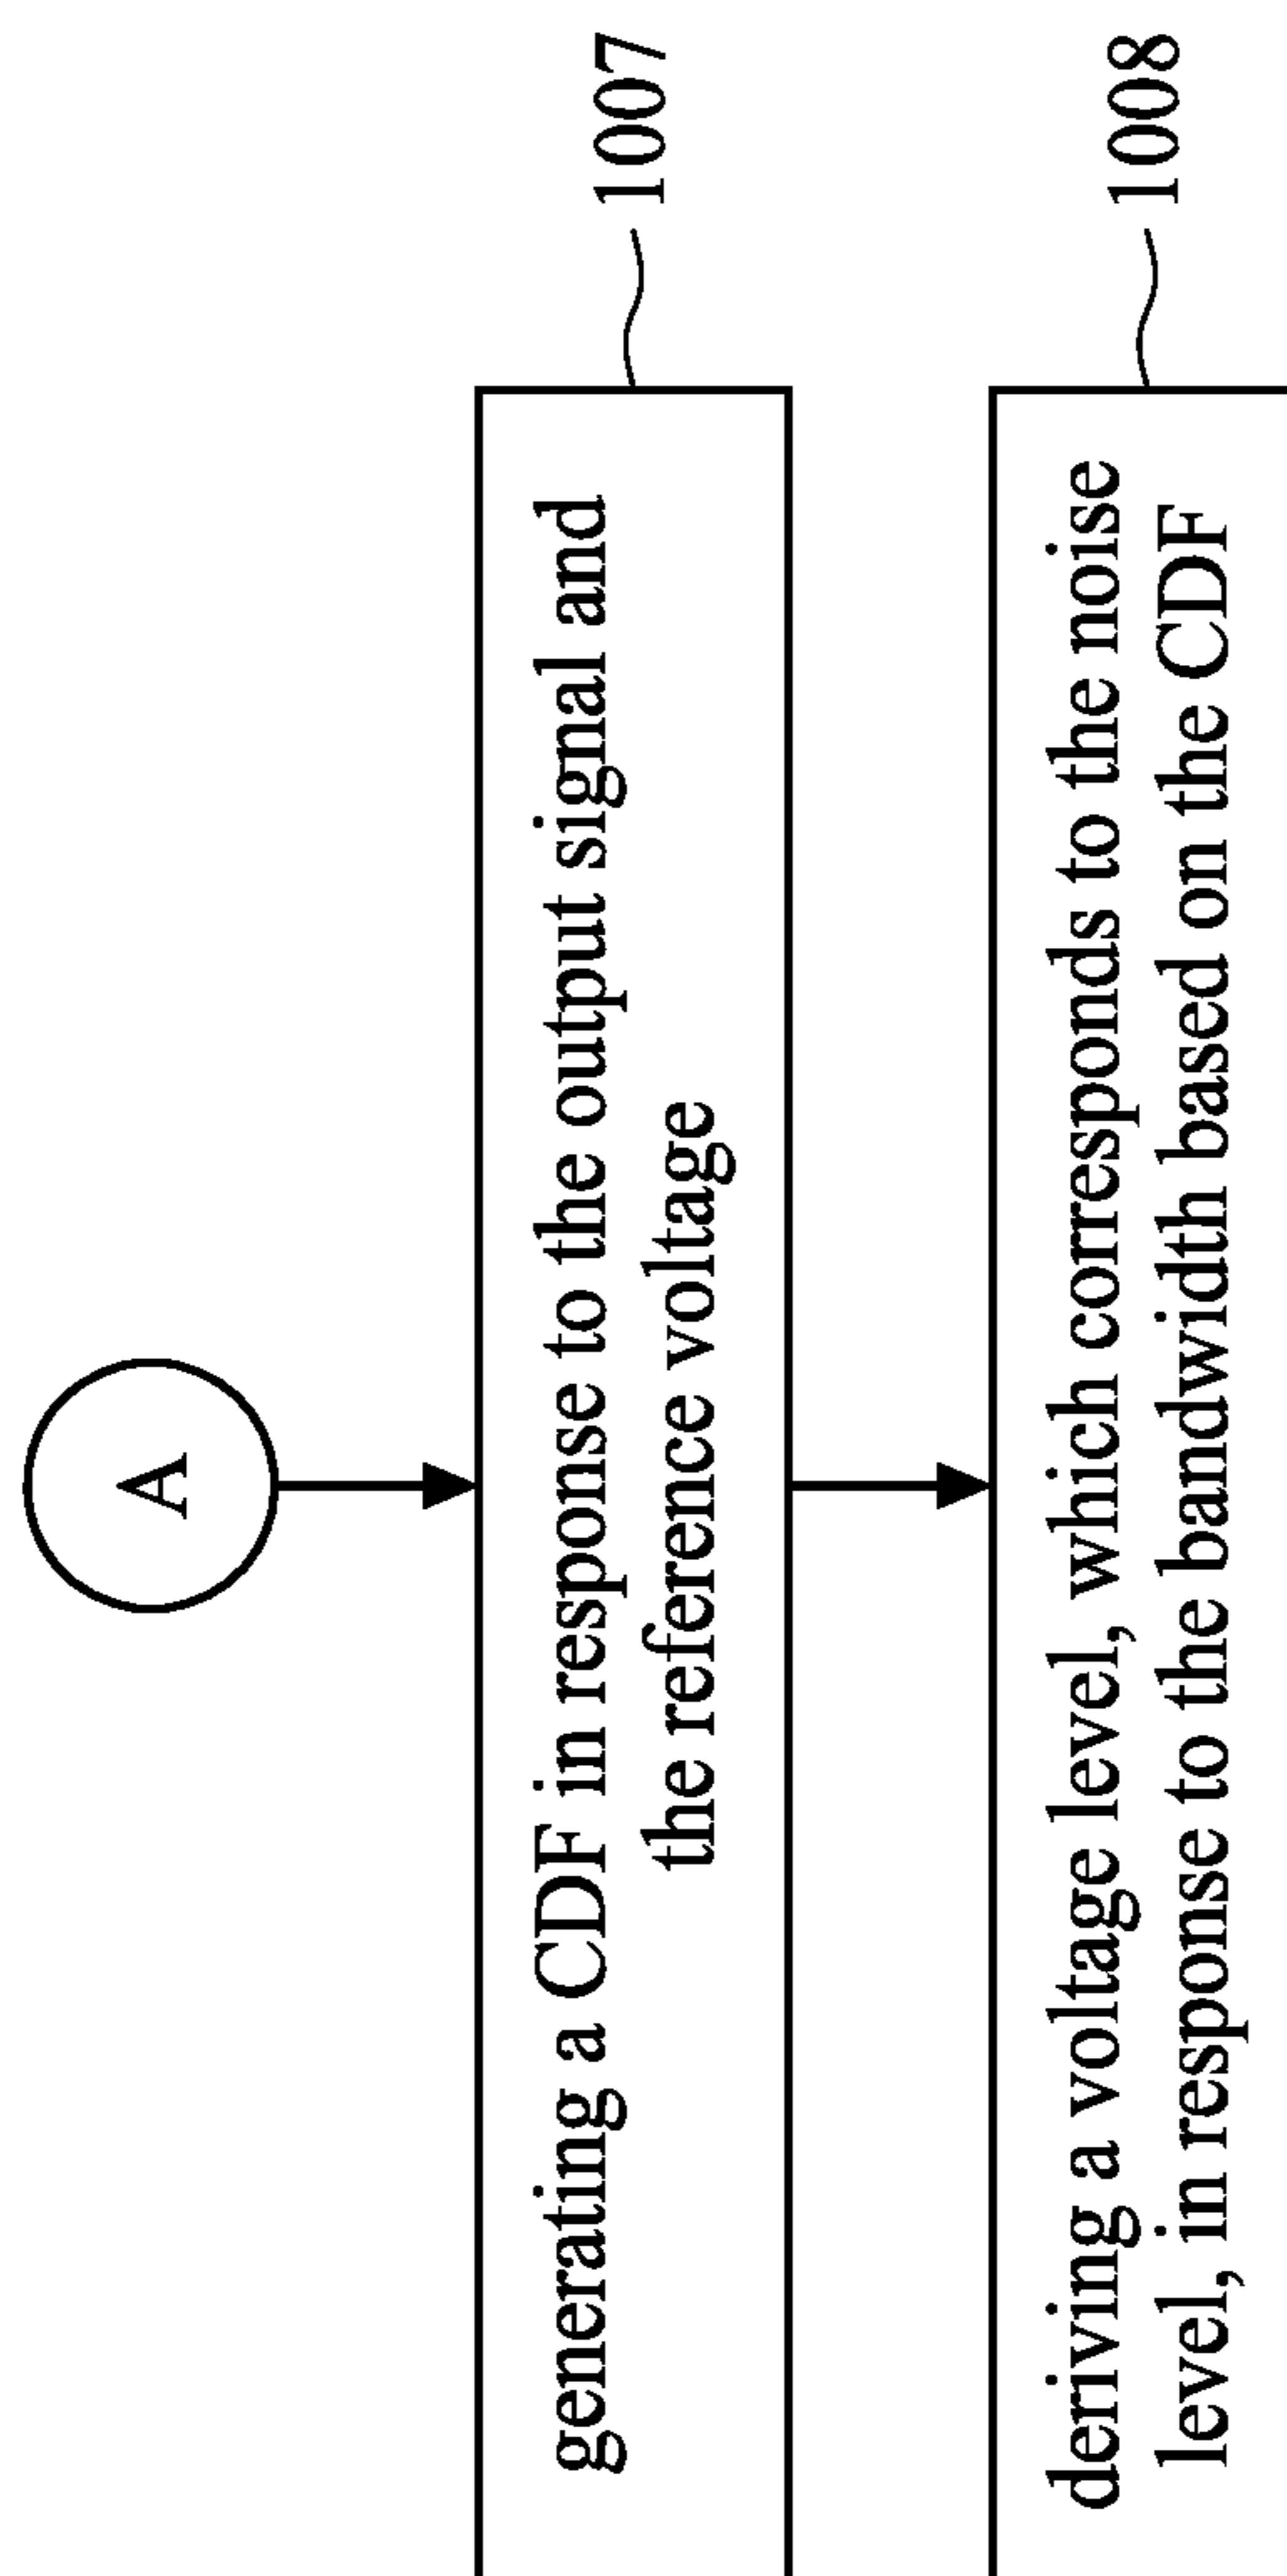 A
generating a CDF in response to the output signal and
the reference voltage
1007
deriving a voltage level, which corresponds to the noise
level, in response to the bandwidth based on the CDF
1008